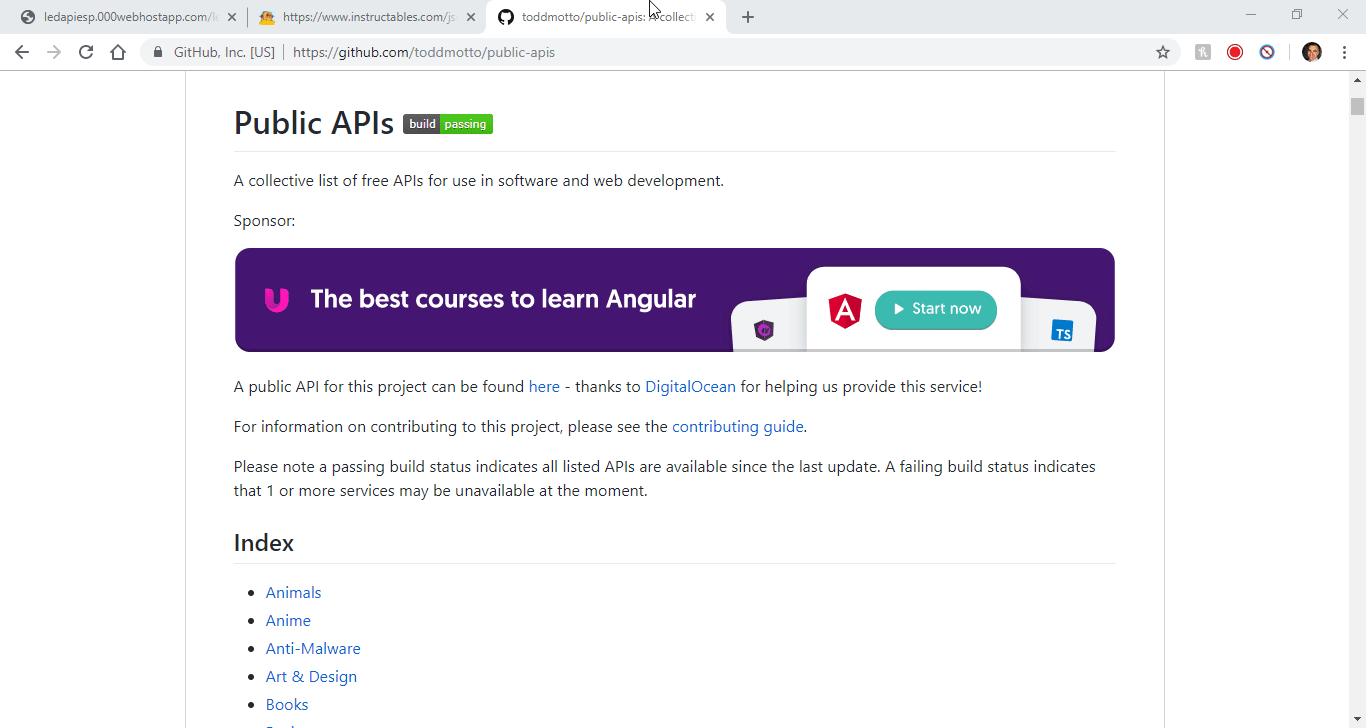 ledapiesp.000webhostapp.com/
https://www.instructables.com/js
toddmotto/public-apis: A collecti
GitHub, Inc. [US] https://github.com/toddmotto/public-apis
Public APIs build passing
A collective list of free APIs for use in software and web development.
Sponsor:
The best courses to learn Angular
A
Start now
TS
A public API for this project can be found here - thanks to DigitalOcean for helping us provide this service!
For information on contributing to this project, please see the contributing guide.
Please note a passing build status indicates all listed APIs are available since the last update. A failing build status indicates
that 1 or more services may be unavailable at the moment.
Index
Animals
Anime
Anti-Malware
Art & Design
Books